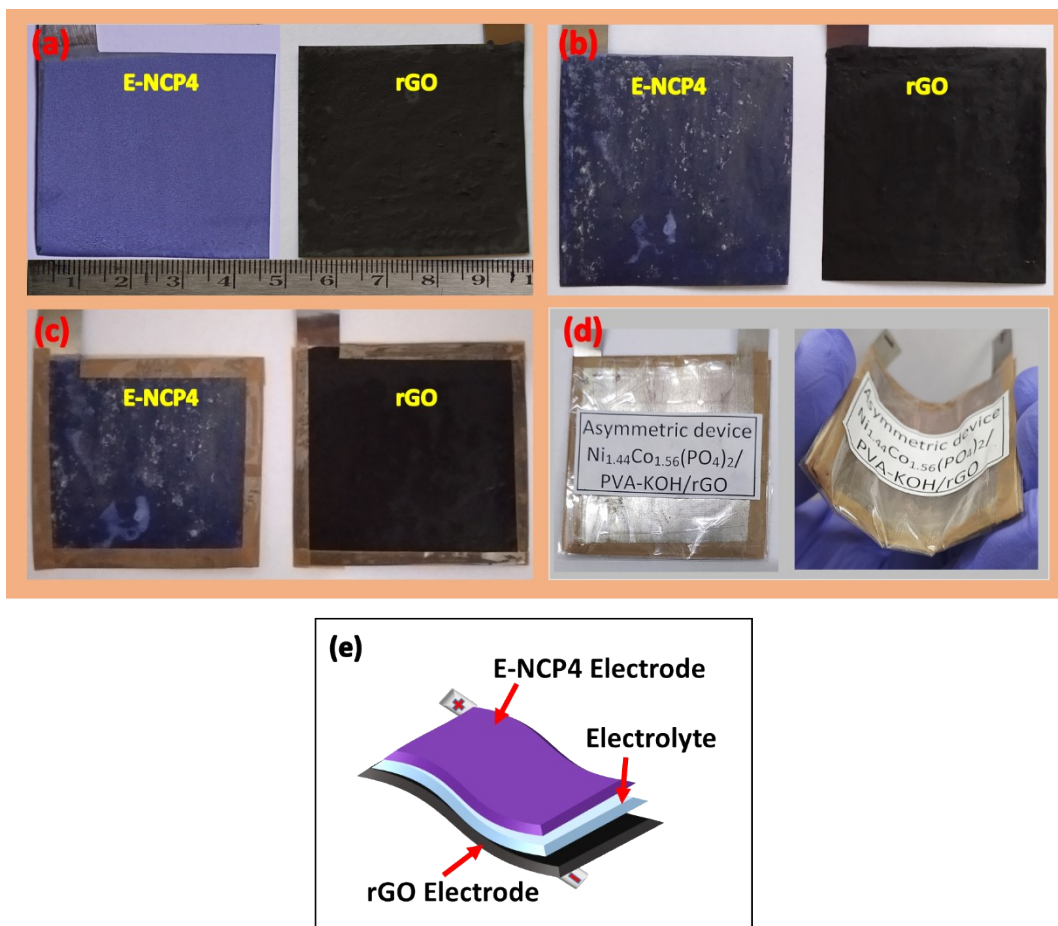 (a)
E-NCP4
rGO
1 2 3 4 5 6 7 8 9 1
(b)
E-NCP4
rGO
(c)
E-NCP4
rGO
(d)
Asymmetric device
Ni₁.₄₄Co₁.₅₆(PO₄)₂/
PVA-KOH/rGO
Asymmetric device
Ni₁.₄₄Co₁.₅₆(PO₄)₂/
PVA-KOH/rGO
(e)
E-NCP4 Electrode
Electrolyte
rGO Electrode